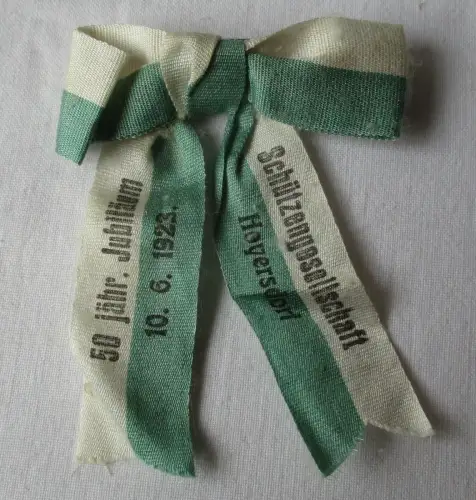 50 jähr. Jubiläum
10. 6. 1923.
Schützengesellschaft
Hoyersdorf